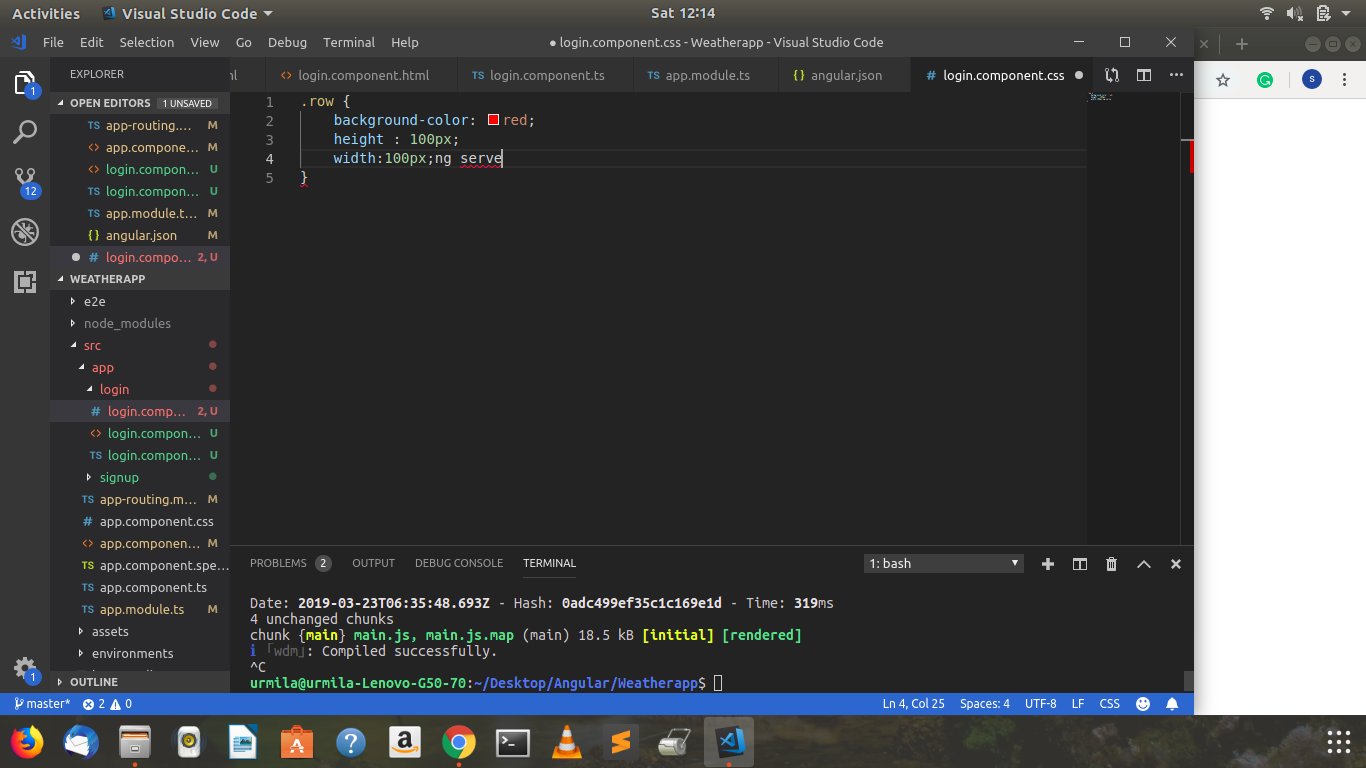 Activities Visual Studio Code Sat 12:14
File Edit Selection View Go Debug Terminal Help ● login.component.css - Weatherapp - Visual Studio Code
EXPLORER
login.component.html login.component.ts app.module.ts angular.json login.component.css
OPEN EDITORS 1 UNSAVED
TS app-routing.... M
<> app.compone... M
<> login.compon... U
TS login.compon... U
TS app.module.t... M
{} angular.json M
# login.compo... 2, U
WEATHERAPP
e2e
node_modules
src
app
login
# login.comp... 2, U
<> login.compon... U
TS login.compon... U
signup
TS app-routing.m... M
# app.component.css
<> app.componen... M
TS app.component.spe...
TS app.component.ts
TS app.module.ts M
assets
environments
OUTLINE
1 .row {
2 background-color: red;
3 height : 100px;
4 width:100px;ng serve
5 }
PROBLEMS 2 OUTPUT DEBUG CONSOLE TERMINAL 1: bash
Date: 2019-03-23T06:35:48.693Z - Hash: 0adc499ef35c1c169e1d - Time: 319ms
4 unchanged chunks
chunk {main} main.js, main.js.map (main) 18.5 kB [initial] [rendered]
ℹ 「wdm」: Compiled successfully.
^C
urmila@urmila-Lenovo-G50-70:~/Desktop/Angular/Weatherapp$
master* 2 0 Ln 4, Col 25 Spaces: 4 UTF-8 LF CSS
1
12
1
S